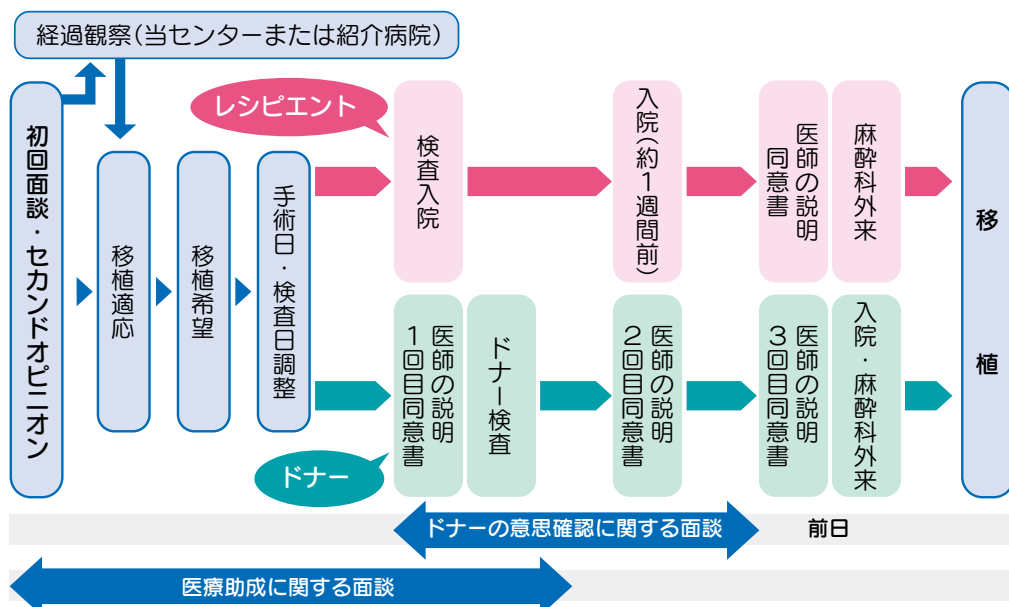 経過観察(当センターまたは紹介病院)
初回面談・セカンドオピニオン
移植適応
移植希望
手術日・検査日調整
レシピエント
検査入院
入院(約1週間前)
医師の説明
同意書
麻酔科外来
ドナー
医師の説明
1回目同意書
ドナー検査
医師の説明
2回目同意書
医師の説明
3回目同意書
入院・麻酔科外来
移植
ドナーの意思確認に関する面談
前日
医療助成に関する面談